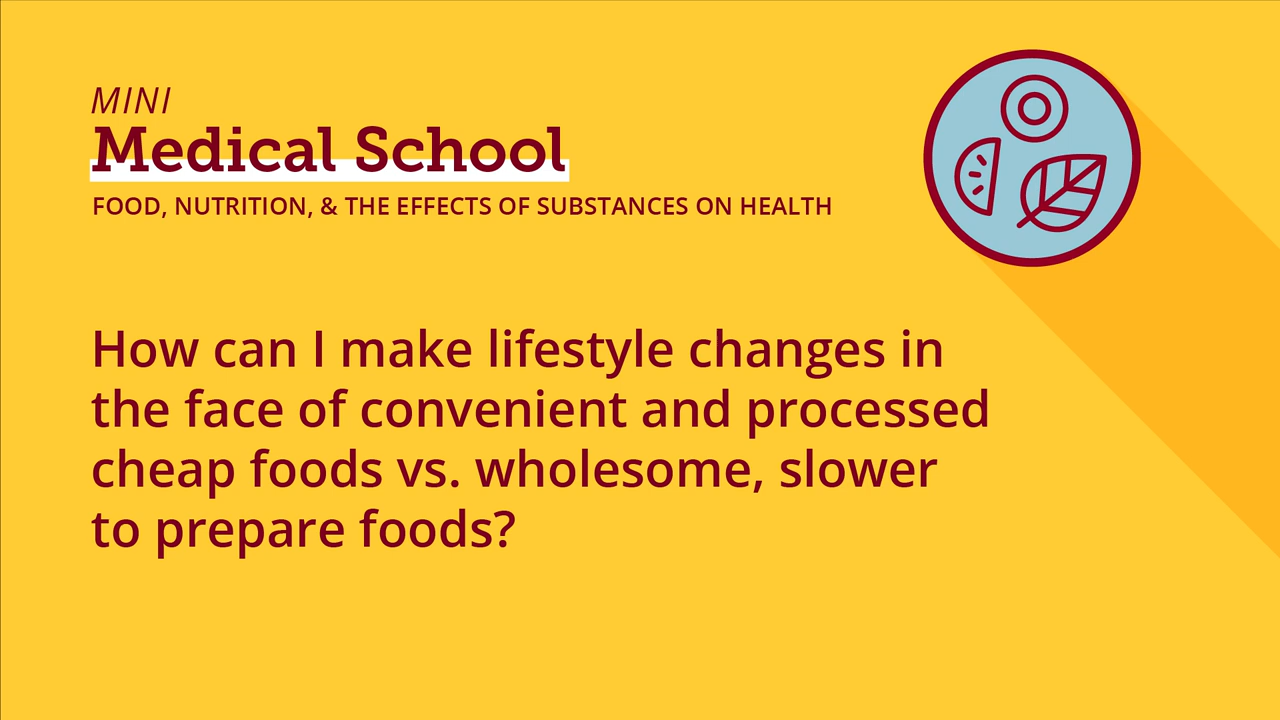 MINI
Medical School
FOOD, NUTRITION, & THE EFFECTS OF SUBSTANCES ON HEALTH
How can I make lifestyle changes in
the face of convenient and processed
cheap foods vs. wholesome, slower
to prepare foods?